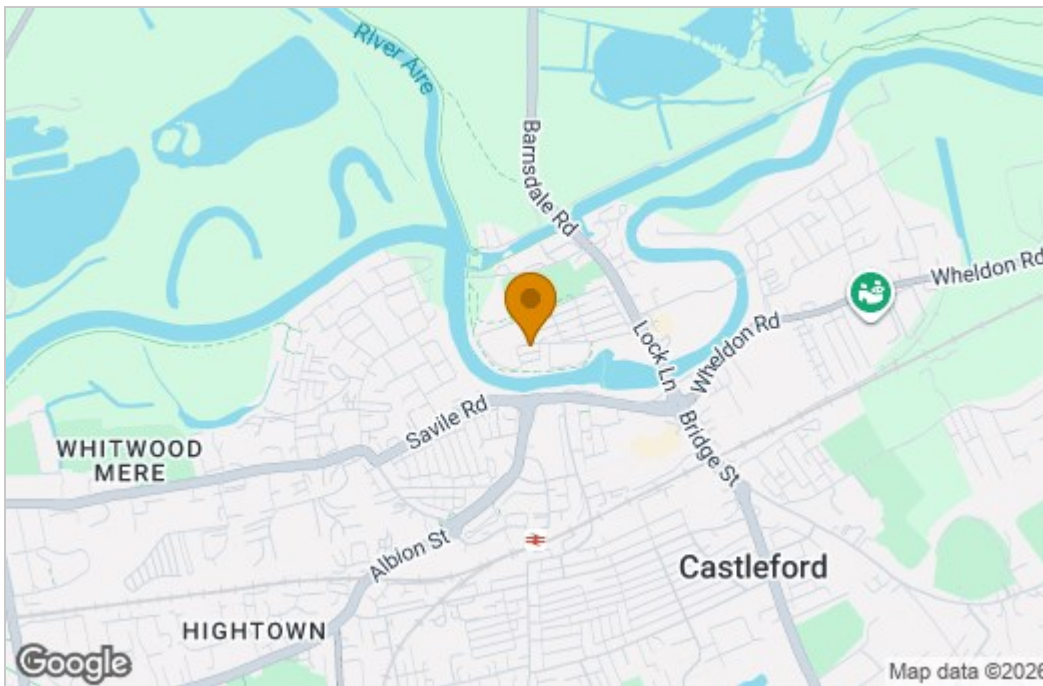 River Aire
Barnsdale Rd
Wheldon Rd
Lock Ln
Wheldon Rd
Savile Rd
Bridge St
WHITWOOD
MERE
Albion St
Castleford
HIGHTOWN
Google
Map data ©2026